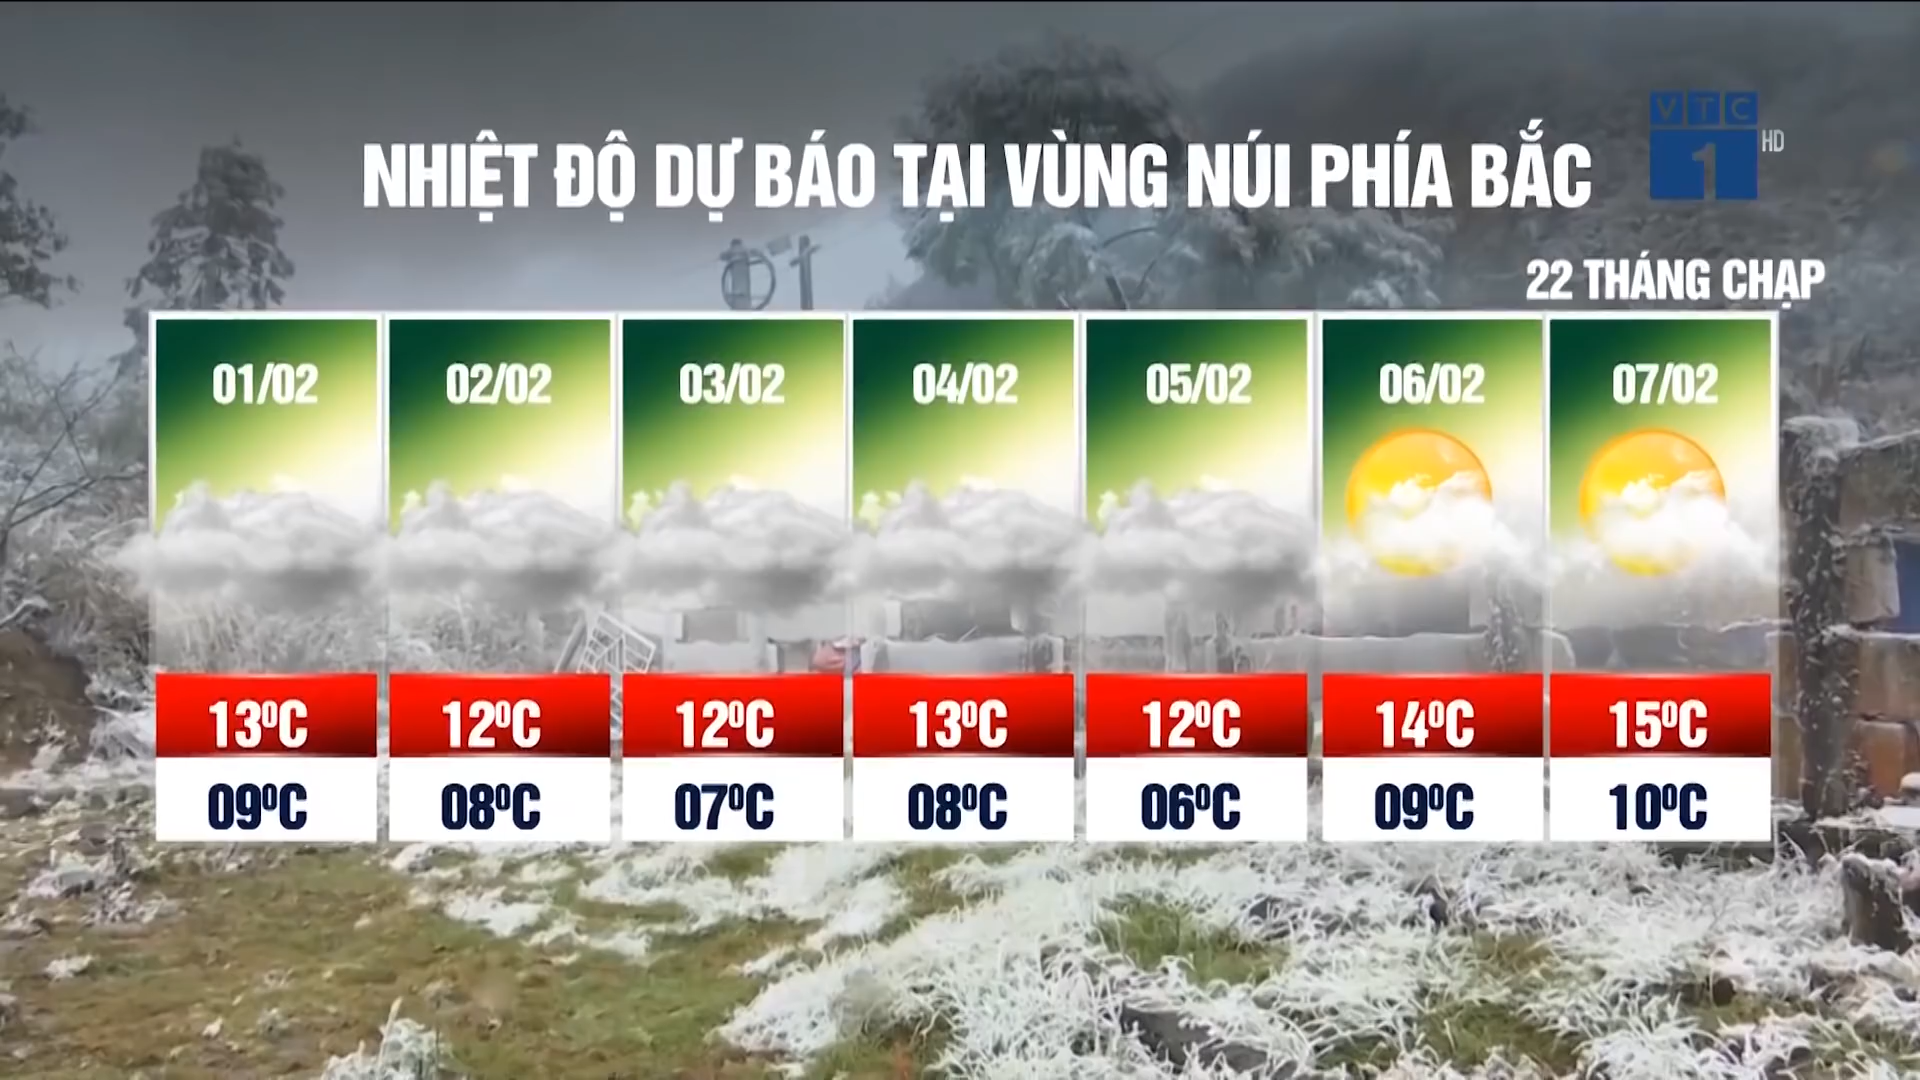 NHIỆT ĐỘ DỰ BÁO TẠI VÙNG NÚI PHÍA BẮC
VTC
1 HD
22 THÁNG CHẠP
01/02 02/02 03/02 04/02 05/02 06/02 07/02
13⁰C 12⁰C 12⁰C 13⁰C 12⁰C 14⁰C 15⁰C
09⁰C 08⁰C 07⁰C 08⁰C 06⁰C 09⁰C 10⁰C